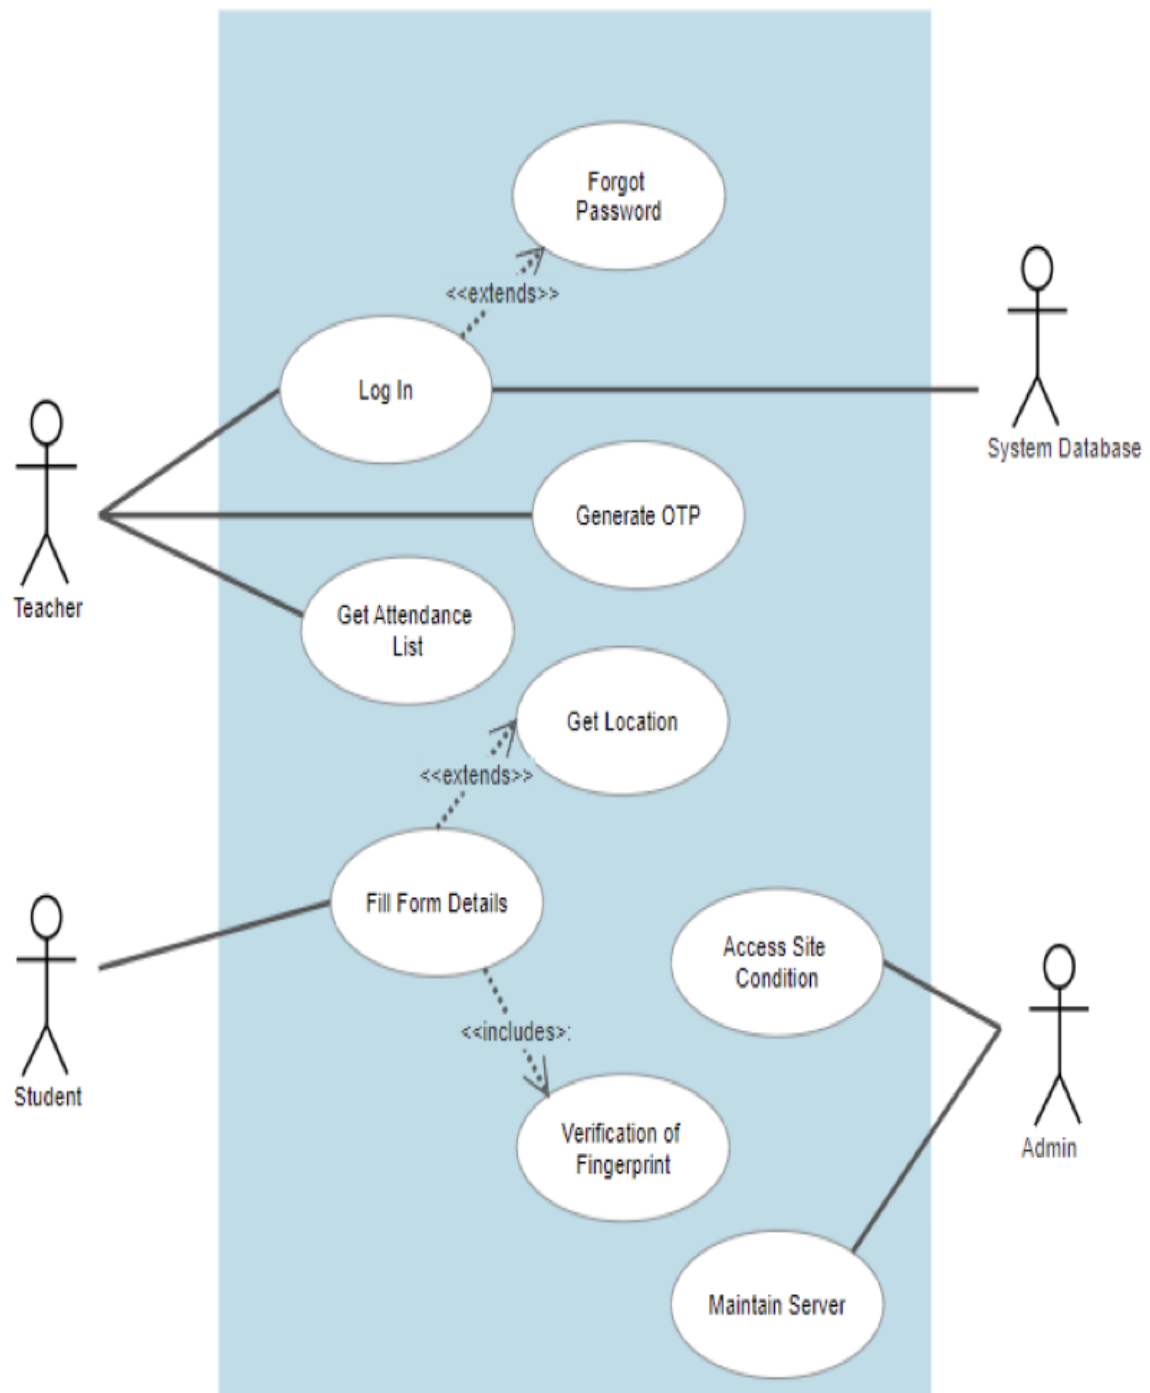 Forgot
Password
<<extends>>
Log In
System Database
Generate OTP
Teacher
Get Attendance
List
Get Location
<<extends>>
Fill Form Details
Access Site
Condition
<<includes>:
Student
Verification of
Fingerprint
Admin
Maintain Server